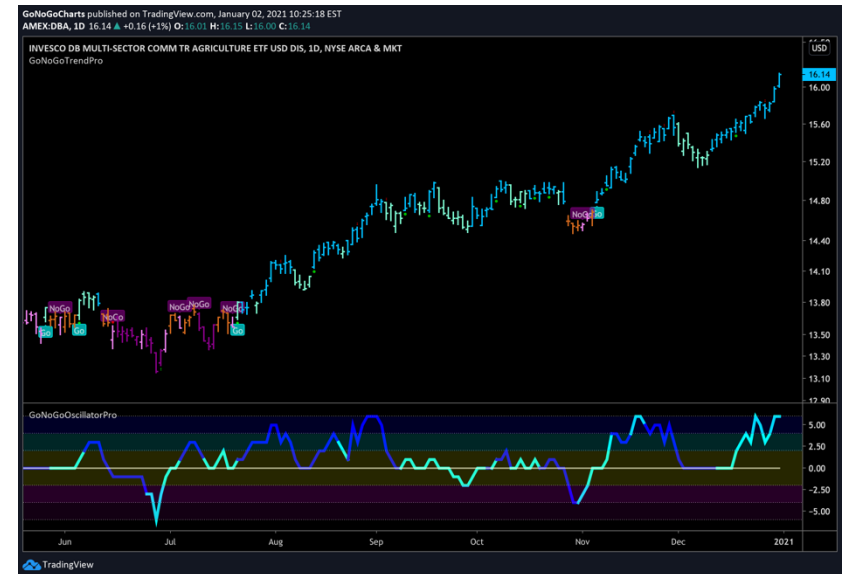 GoNoGoCharts published on TradingView.com, January 02, 2021 10:25:18 EST
AMEX:DBA, 1D 16.14 ▲ +0.16 (+1%) O:16.01 H:16.15 L:16.00 C:16.14
INVESCO DB MULTI-SECTOR COMM TR AGRICULTURE ETF USD DIS, 1D, NYSE ARCA & MKT
GoNoGoTrendPro
USD
16.14
16.00
15.60
15.20
14.80
NoGo Go
14.40
14.10
13.80
NoGo NoGo NoGo NoGo NoGo
Go Go Go
13.50
13.30
13.10
12.90
GoNoGoOscillatorPro
5.00
2.50
0.00
−2.50
−5.00
Jun Jul Aug Sep Oct Nov Dec 2021
TradingView